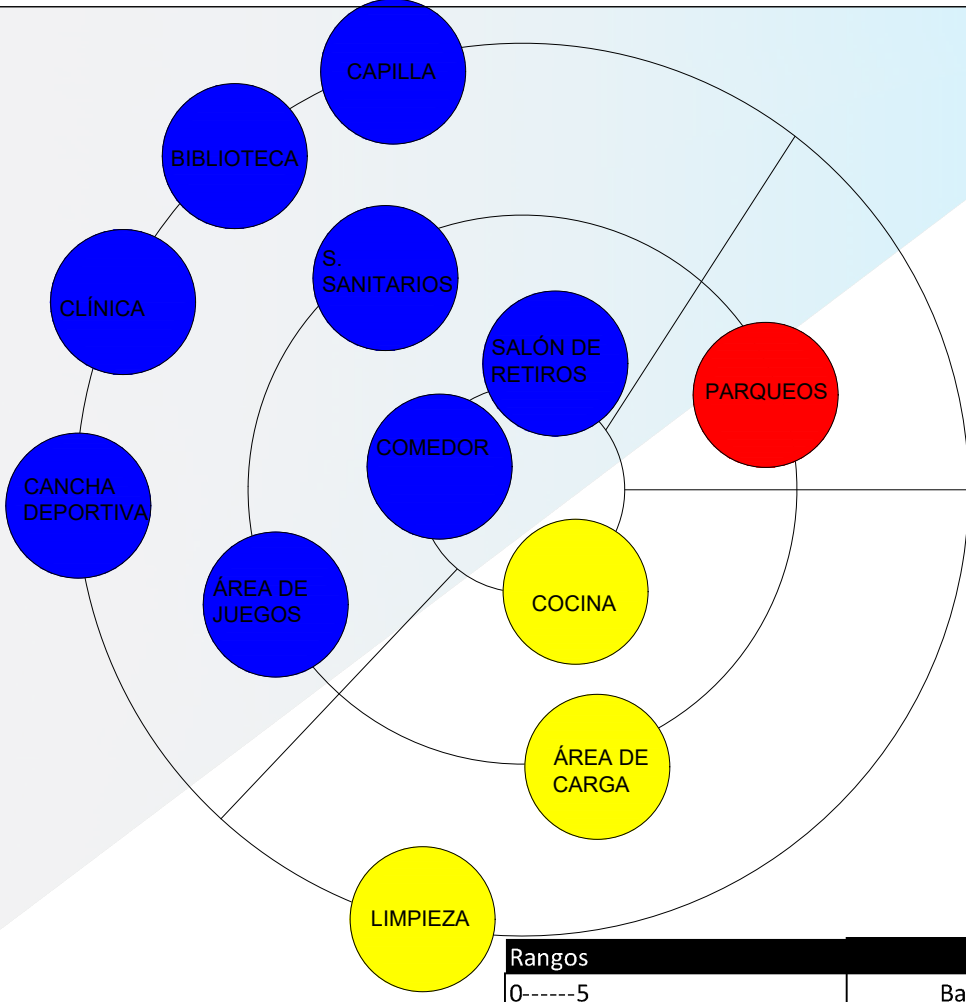 CAPILLA
BIBLIOTECA
S.
SANITARIOS
CLÍNICA
SALÓN DE
RETIROS
PARQUEOS
COMEDOR
CANCHA
DEPORTIVA
ÁREA DE
JUEGOS
COCINA
ÁREA DE
CARGA
LIMPIEZA
Rangos
0------5
Ba